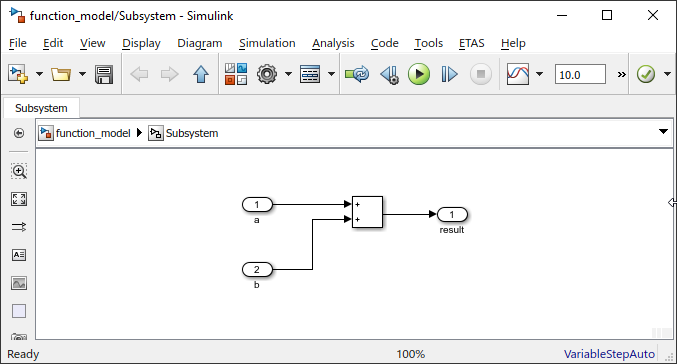 function_model/Subsystem - Simulink
File Edit View Display Diagram Simulation Analysis Code Tools ETAS Help
10.0 »
Subsystem
function_model Subsystem
A
1
a
+
+
1
result
2
b
Ready 100% VariableStepAuto